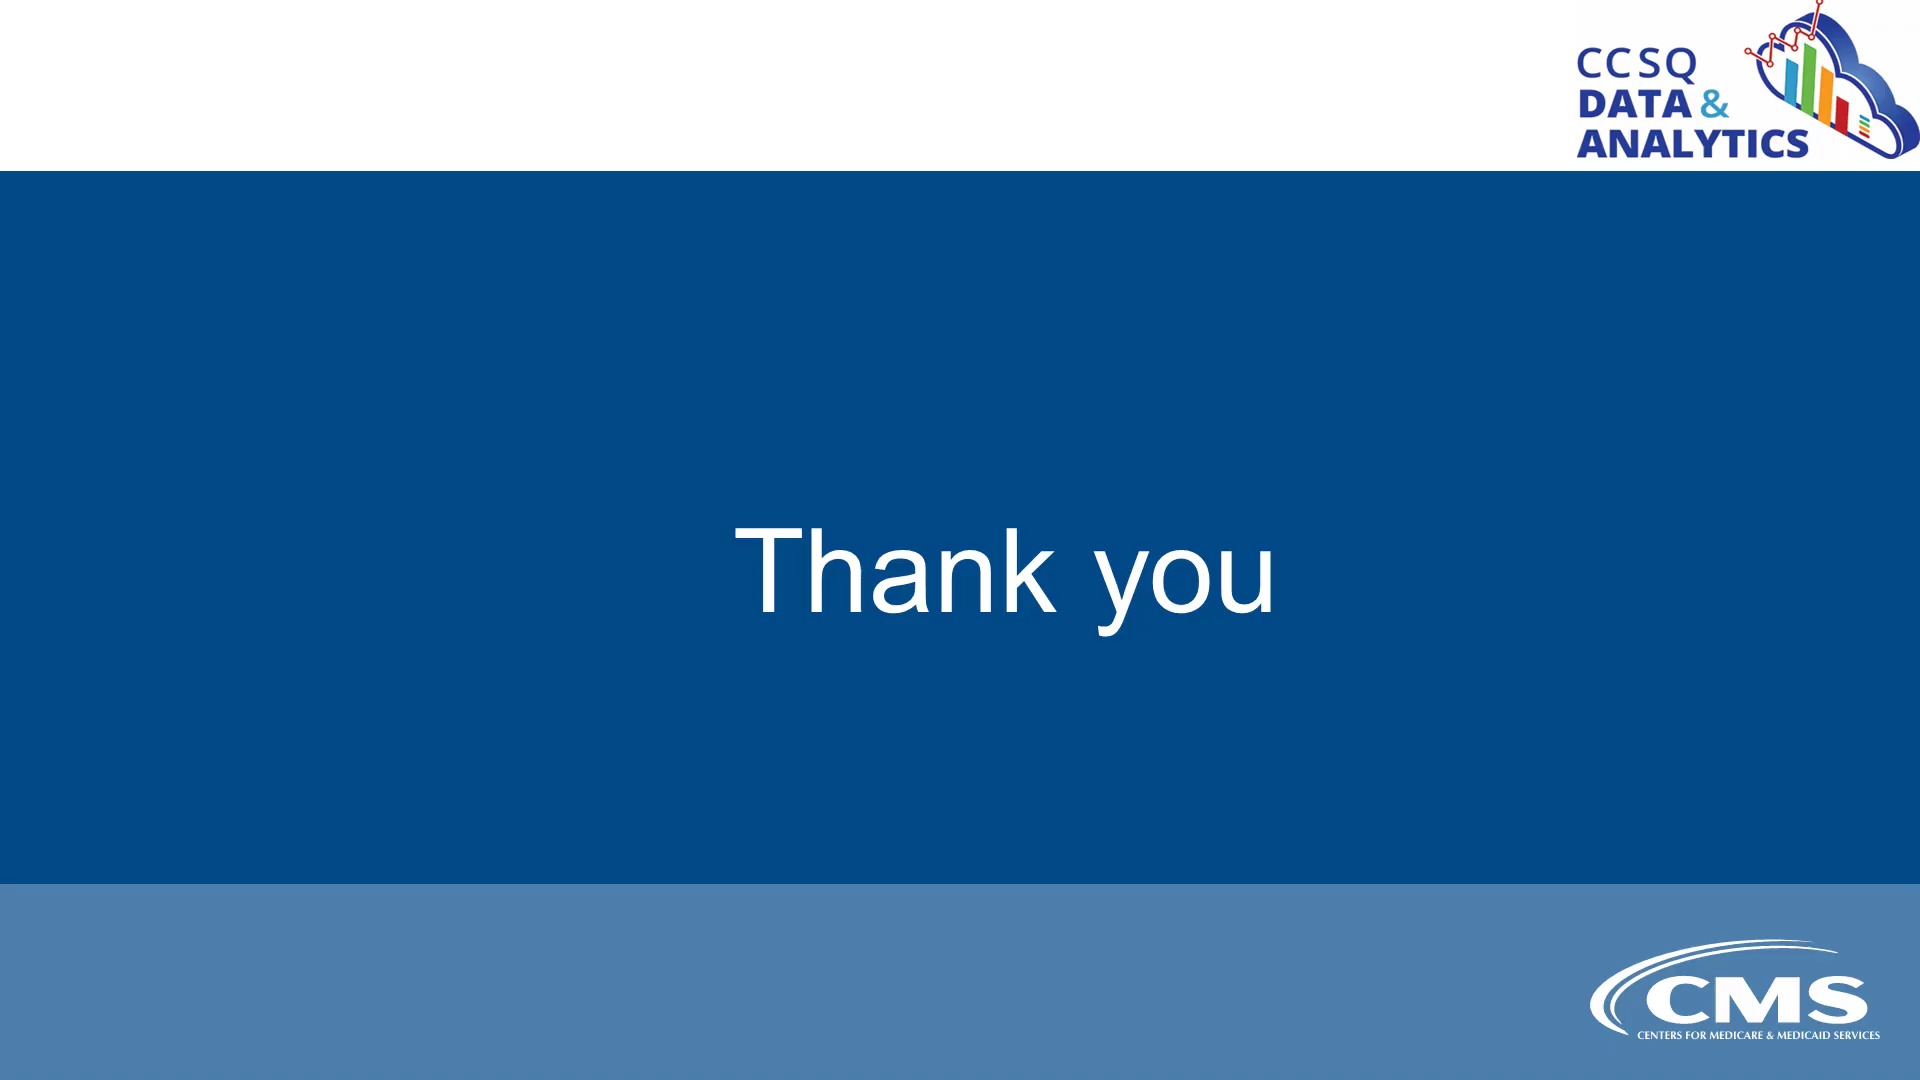 CCSQ
DATA &
ANALYTICS
Thank you
CMS
CENTERS FOR MEDICARE & MEDICAID SERVICES